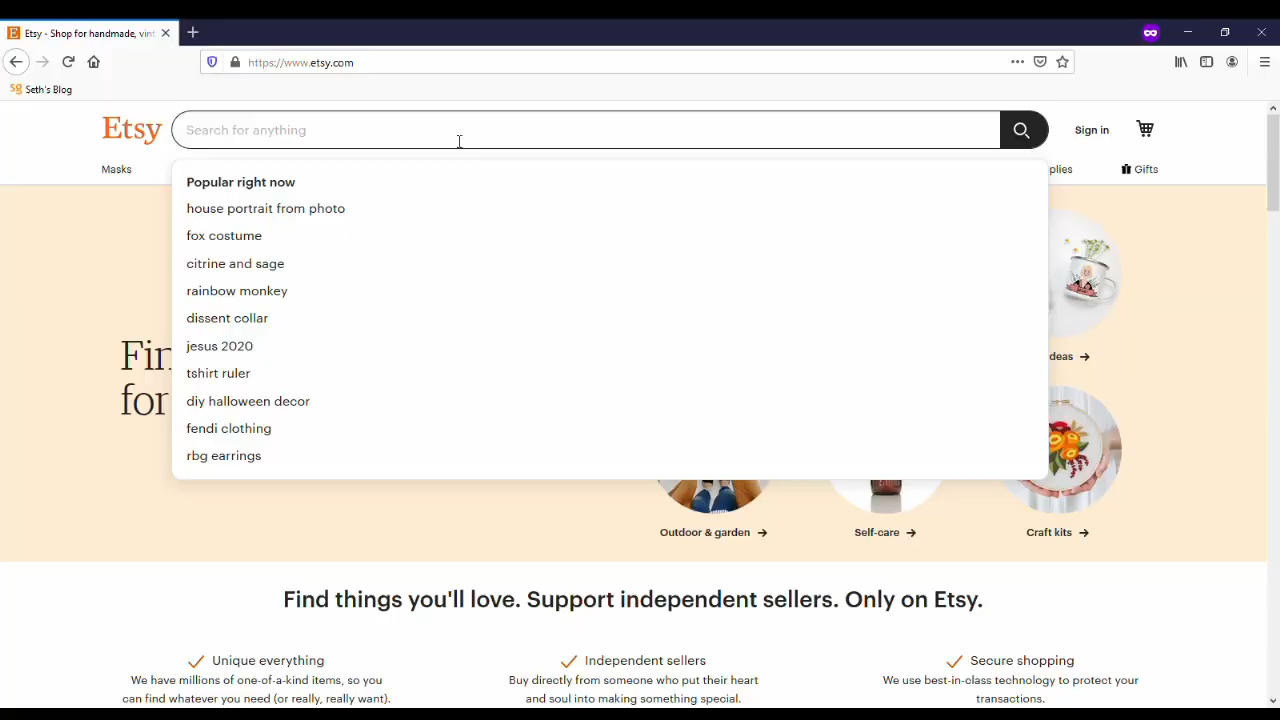 Etsy - Shop for handmade, vint
https://www.etsy.com
Seth's Blog
Etsy
Search for anything
Sign in
Masks
plies
Gifts
Popular right now
house portrait from photo
fox costume
citrine and sage
rainbow monkey
dissent collar
jesus 2020
tshirt ruler
diy halloween decor
fendi clothing
rbg earrings
Fin
for
deas →
Outdoor & garden →
Self-care →
Craft kits →
Find things you'll love. Support independent sellers. Only on Etsy.
Unique everything
We have millions of one-of-a-kind items, so you
can find whatever you need (or really, really want).
Independent sellers
Buy directly from someone who put their heart
and soul into making something special.
Secure shopping
We use best-in-class technology to protect your
transactions.